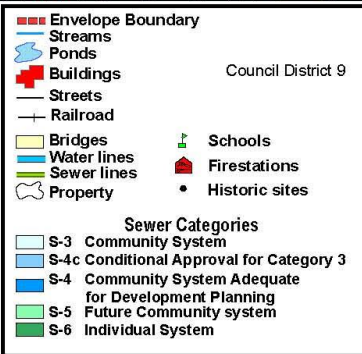 Envelope Boundary
Streams
Ponds
Buildings
Council District 9
Streets
Railroad
Bridges
Schools
Water lines
Firestations
Sewer lines
Property
Historic sites
Sewer Categories
S-3 Community System
S-4c Conditional Approval for Category 3
S-4 Community System Adequate
for Development Planning
S-5 Future Community system
S-6 Individual System